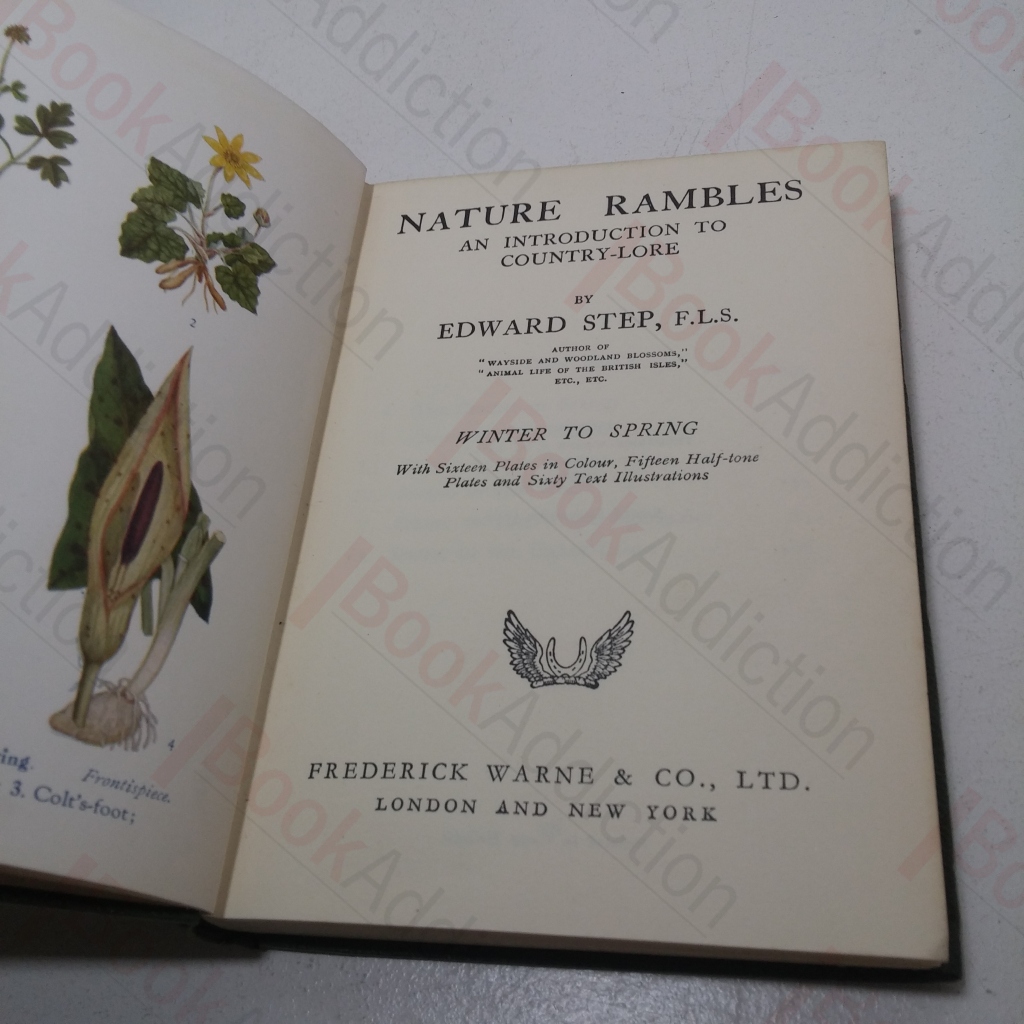 2
4
ring.
Frontispiece.
3. Colt's-foot;
NATURE RAMBLES
AN INTRODUCTION TO
COUNTRY-LORE
BY
EDWARD STEP, F.L.S.
AUTHOR OF
"WAYSIDE AND WOODLAND BLOSSOMS,"
"ANIMAL LIFE OF THE BRITISH ISLES,"
ETC., ETC.
WINTER TO SPRING
With Sixteen Plates in Colour, Fifteen Half-tone
Plates and Sixty Text Illustrations
FREDERICK WARNE & CO., LTD.
LONDON AND NEW YORK
BookAddiction